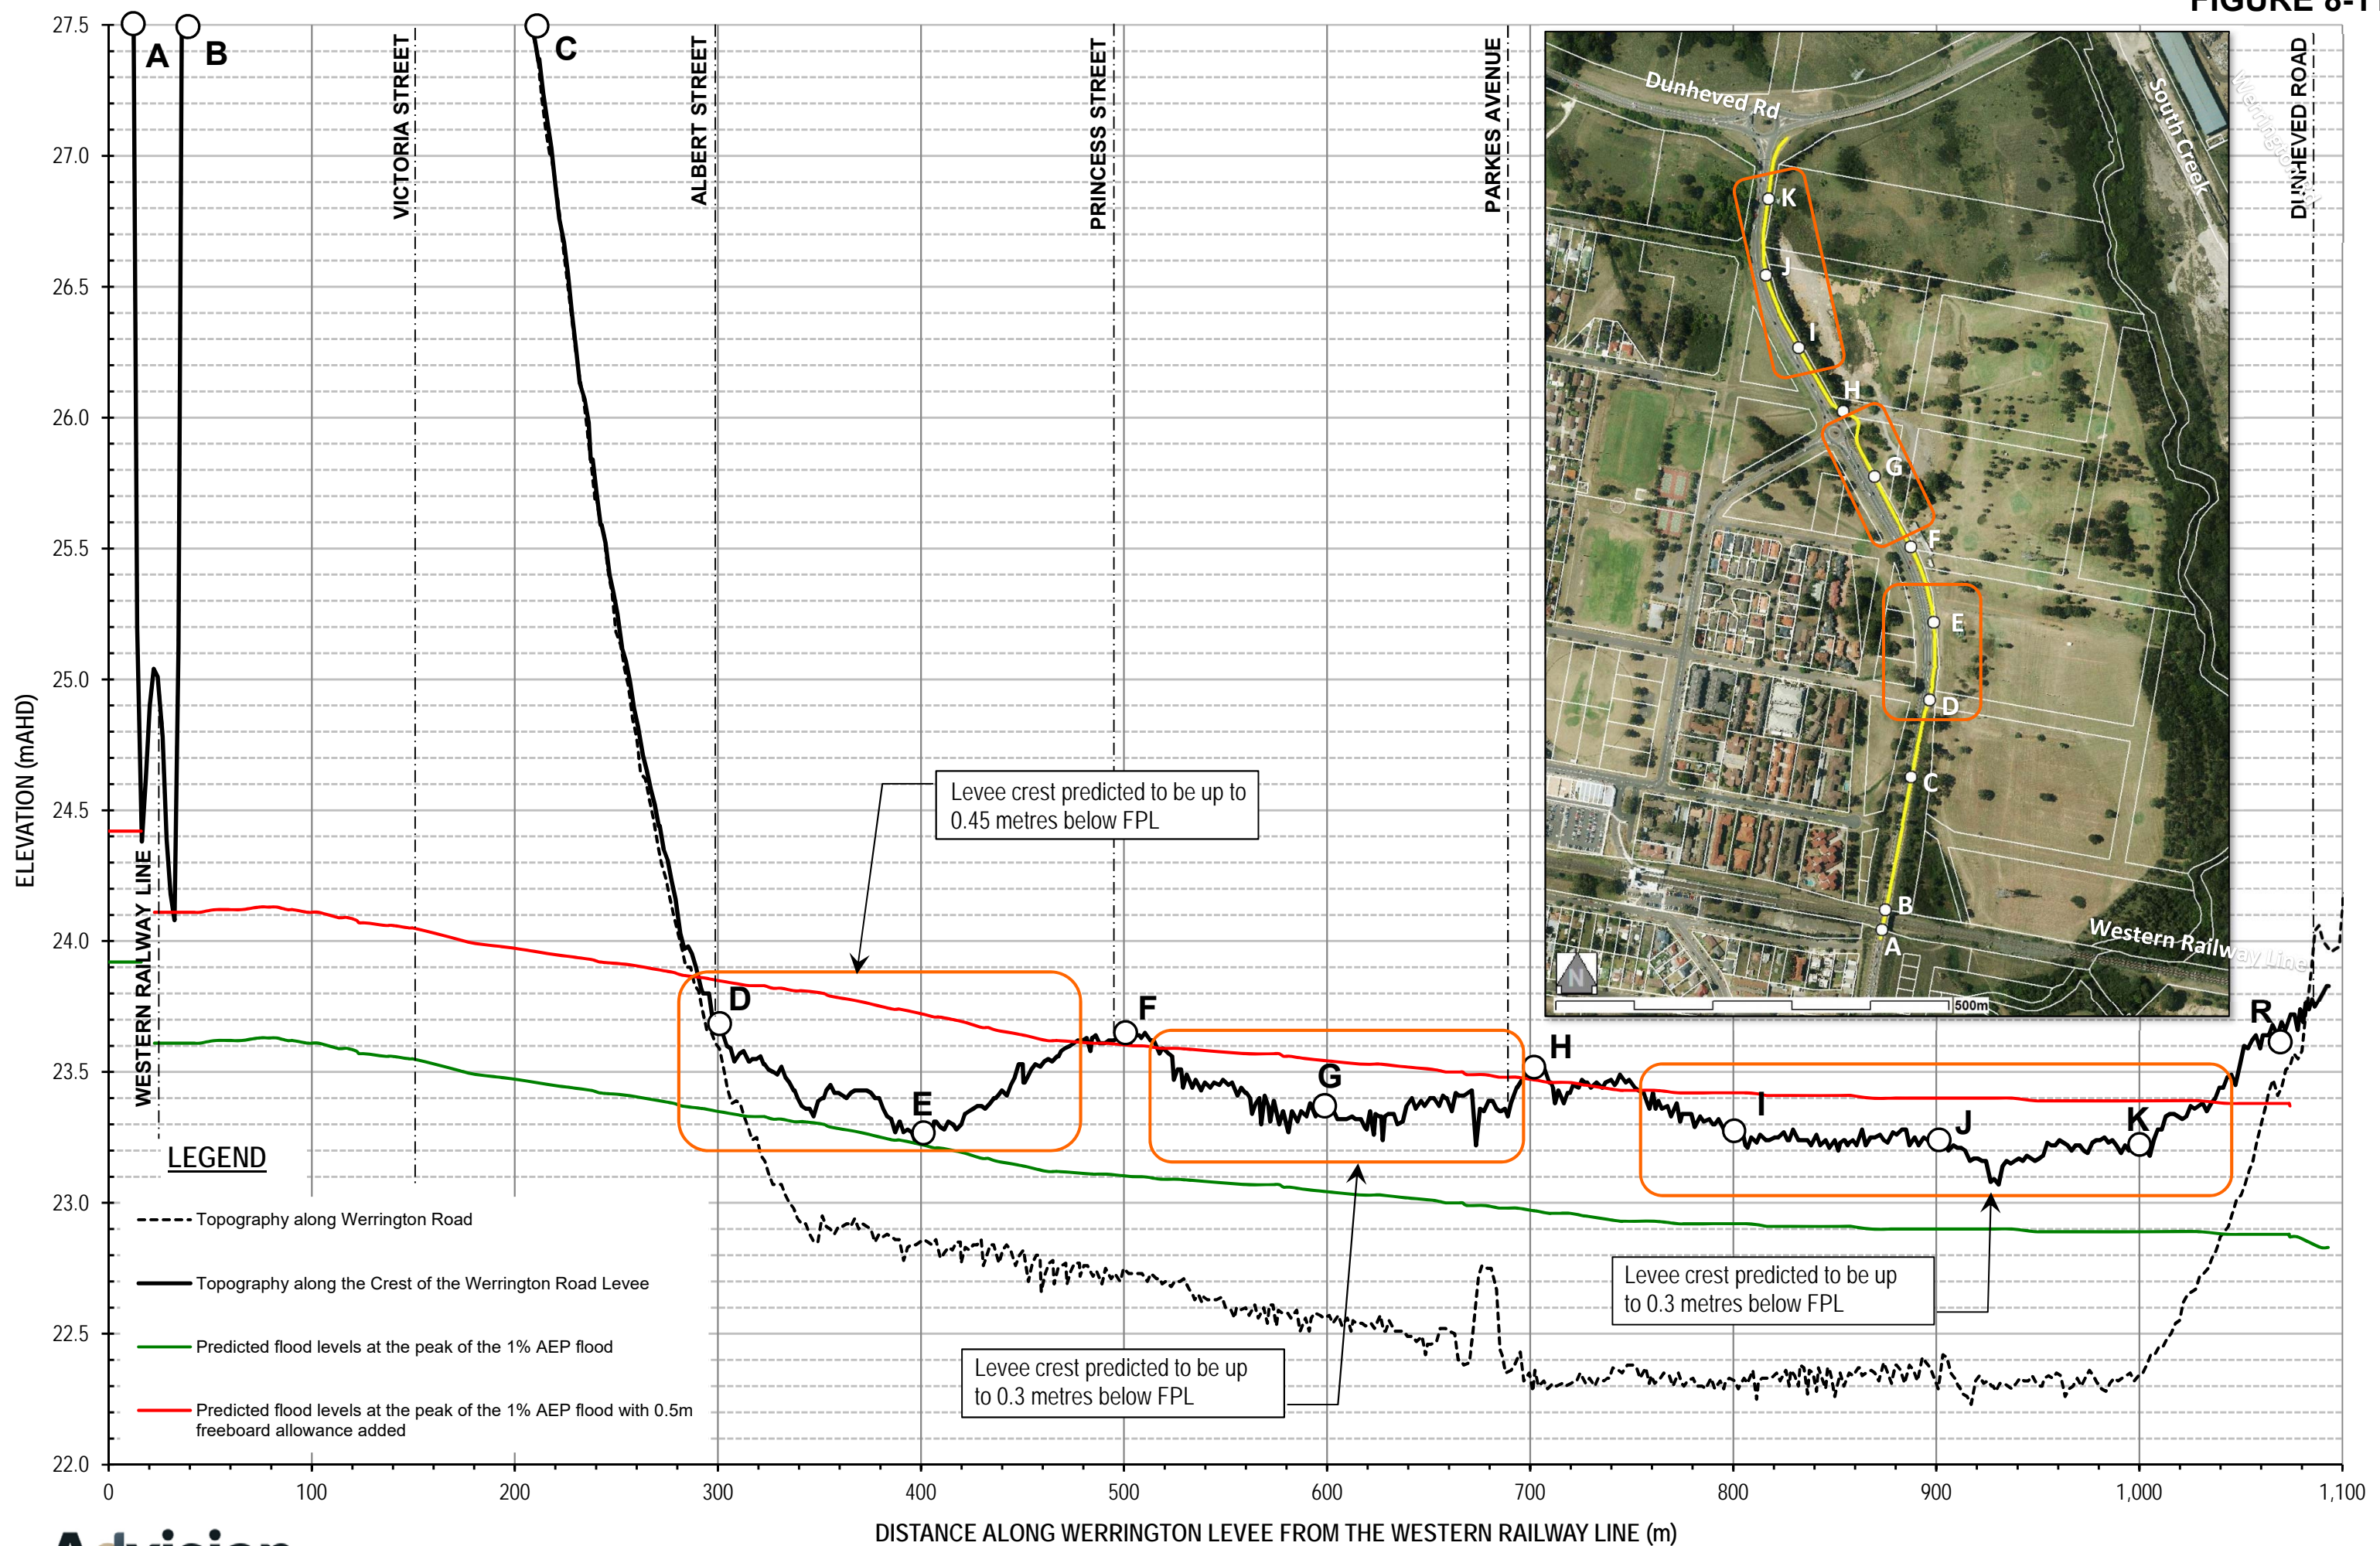 FIGURE 8-11
27.5
27.0
26.5
26.0
25.5
25.0
24.5
24.0
23.5
23.0
22.5
22.0
ELEVATION (mAHD)
A
B
C
D
E
F
G
H
I
J
K
R
WESTERN RAILWAY LINE
VICTORIA STREET
ALBERT STREET
PRINCESS STREET
PARKES AVENUE
DUNHEVED ROAD
Levee crest predicted to be up to
0.45 metres below FPL
Levee crest predicted to be up
to 0.3 metres below FPL
Levee crest predicted to be up
to 0.3 metres below FPL
LEGEND
Topography along Werrington Road
Topography along the Crest of the Werrington Road Levee
Predicted flood levels at the peak of the 1% AEP flood
Predicted flood levels at the peak of the 1% AEP flood with 0.5m
freeboard allowance added
Dunheved Rd
South Creek
K
J
I
H
G
F
E
D
C
B
A
Western Railway Line
N
500m
0
100
200
300
400
500
600
700
800
900
1,000
1,100
DISTANCE ALONG WERRINGTON LEVEE FROM THE WESTERN RAILWAY LINE (m)
Advisian